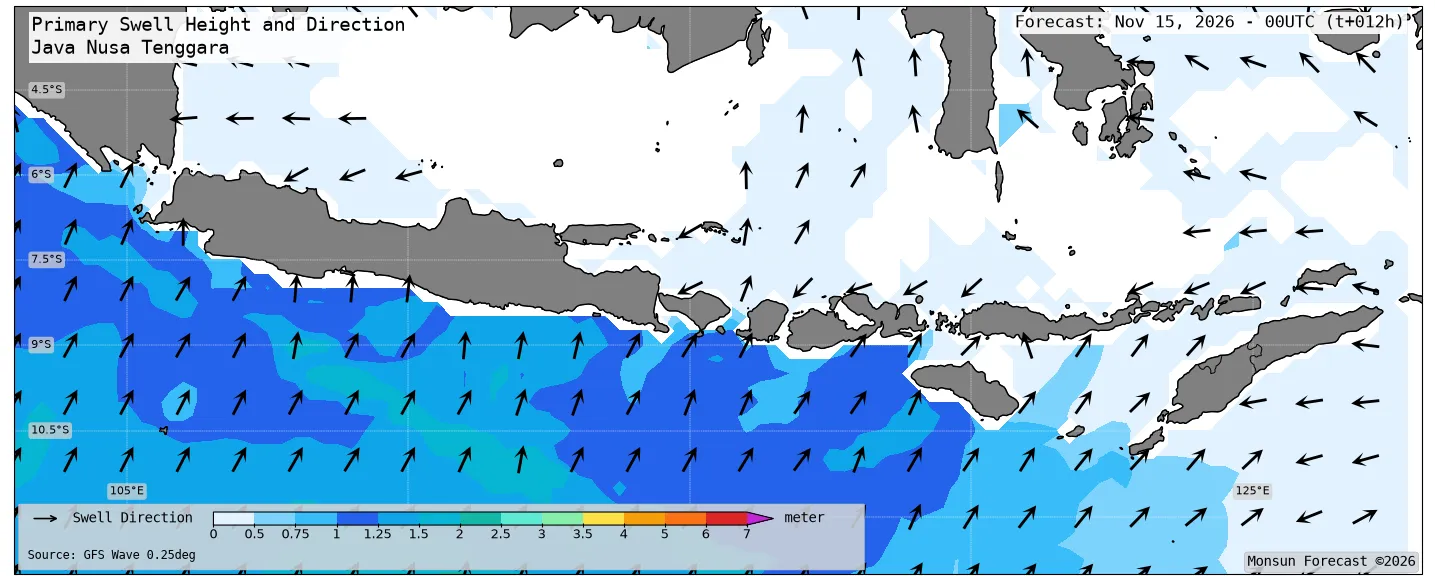 Primary Swell Height and Direction
Java Nusa Tenggara
Forecast: Nov 15, 2026 - 00UTC (t+012h)
4.5°S
6°S
7.5°S
9°S
10.5°S
105°E
125°E
Swell Direction
0 0.5 0.75 1 1.25 1.5 2 2.5 3 3.5 4 5 6 7
meter
Source: GFS Wave 0.25deg
Monsun Forecast ©2026